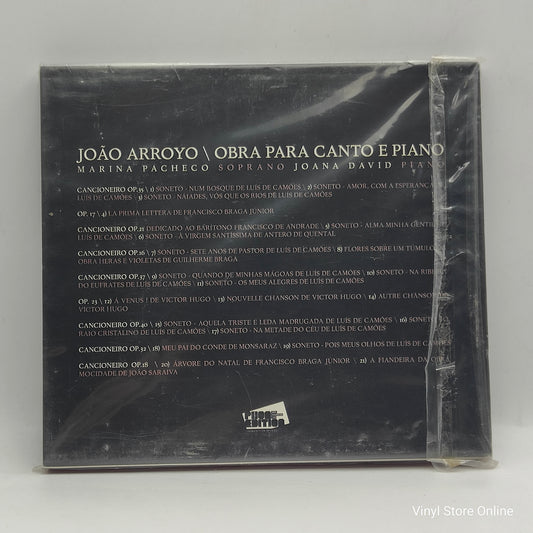 JOÃO ARROYO \ OBRA PARA CANTO E PIANO
MARINA PACHECO SOPRANO JOANA DAVID PIANO
CANCIONEIRO OP.35 \ 1) SONETO - NUM BOSQUE DE LUÍS DE CAMÕES \ 2) SONETO - AMOR, COM A ESPERANÇA
LUÍS DE CAMÕES \ 3) SONETO - NÁIADES, VÓS QUE OS RIOS DE LUÍS DE CAMÕES
OP. 17 \ 4) LA PRIMA LETTERA DE FRANCISCO BRAGA JÚNIOR
CANCIONEIRO OP.21 DEDICADO AO BARÍTONO FRANCISCO DE ANDRADE \ 5) SONETO - ALMA MINHA GENTIL
LUÍS DE CAMÕES \ 6) SONETO - À VIRGEM SANTÍSSIMA DE ANTERO DE QUENTAL
CANCIONEIRO OP.26 \ 7) SONETO - SETE ANOS DE PASTOR DE LUÍS DE CAMÕES \ 8) FLORES SOBRE UM TÚMULO
OBRA HERAS E VIOLETAS DE GUILHERME BRAGA
CANCIONEIRO OP.37 \ 9) SONETO - QUANDO DE MINHAS MÁGOAS DE LUÍS DE CAMÕES \ 10) SONETO - NA RIBEIRA
DO EUFRATES DE LUÍS DE CAMÕES \ 11) SONETO - OS MEUS ALEGRES DE LUÍS DE CAMÕES
OP. 23 \ 12) À VENUS ! DE VICTOR HUGO \ 13) NOUVELLE CHANSON DE VICTOR HUGO \ 14) AUTRE CHANSON DE
VICTOR HUGO
CANCIONEIRO OP.40 \ 15) SONETO - AQUELA TRISTE E LEDA MADRUGADA DE LUÍS DE CAMÕES \ 16) SONETO
RAIO CRISTALINO DE LUÍS DE CAMÕES \ 17) SONETO - NA METADE DO CÉU DE LUÍS DE CAMÕES
CANCIONEIRO OP.32 \ 18) MEU PAI DO CONDE DE MONSARAZ \ 19) SONETO - POIS MEUS OLHOS DE LUÍS DE CAMÕES
CANCIONEIRO OP.28 \ 20) ÁRVORE DO NATAL DE FRANCISCO BRAGA JÚNIOR \ 21) A FIANDEIRA DA OBRA
MOCIDADE DE JOÃO SARAIVA
EDITION
Vinyl Store Online